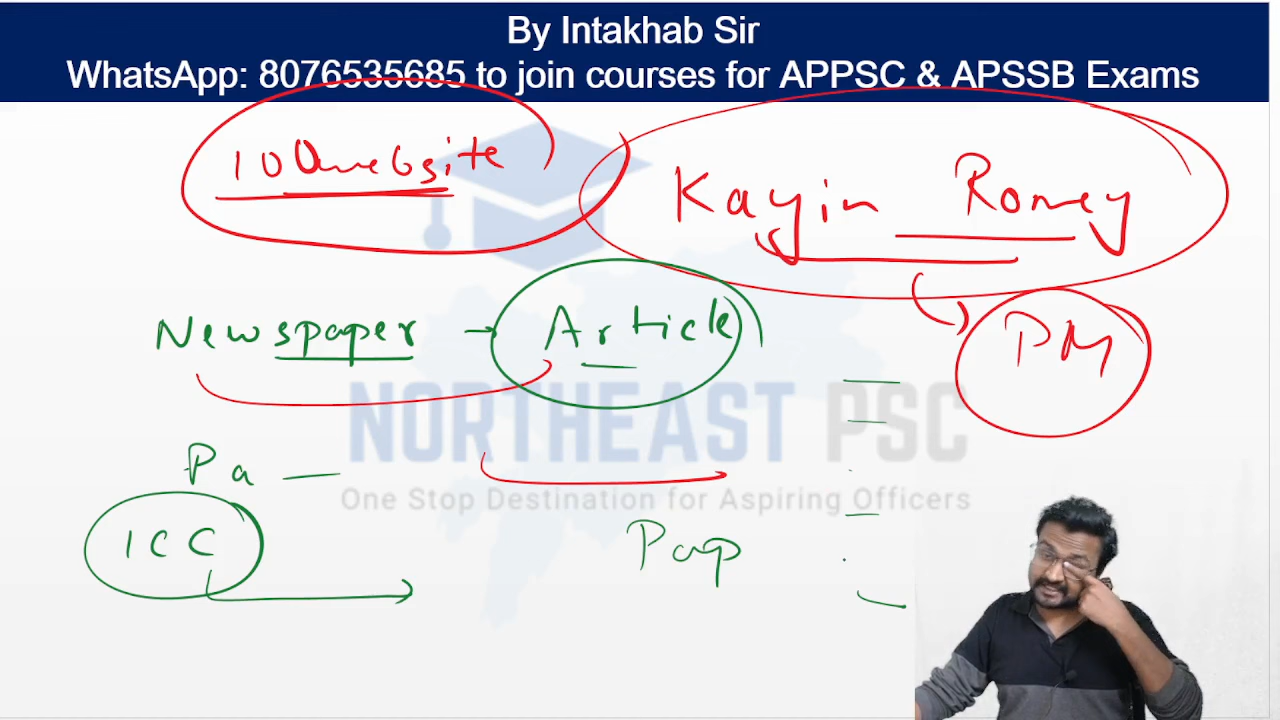 By Intakhab Sir
WhatsApp: 8076535685 to join courses for APPSC & APSSB Exams
100 website
Kayin Romey
Newspaper → Article
PM
NORTHEAST PSC
Pa —
One Stop Destination for Aspiring Officers
ICC
Pap